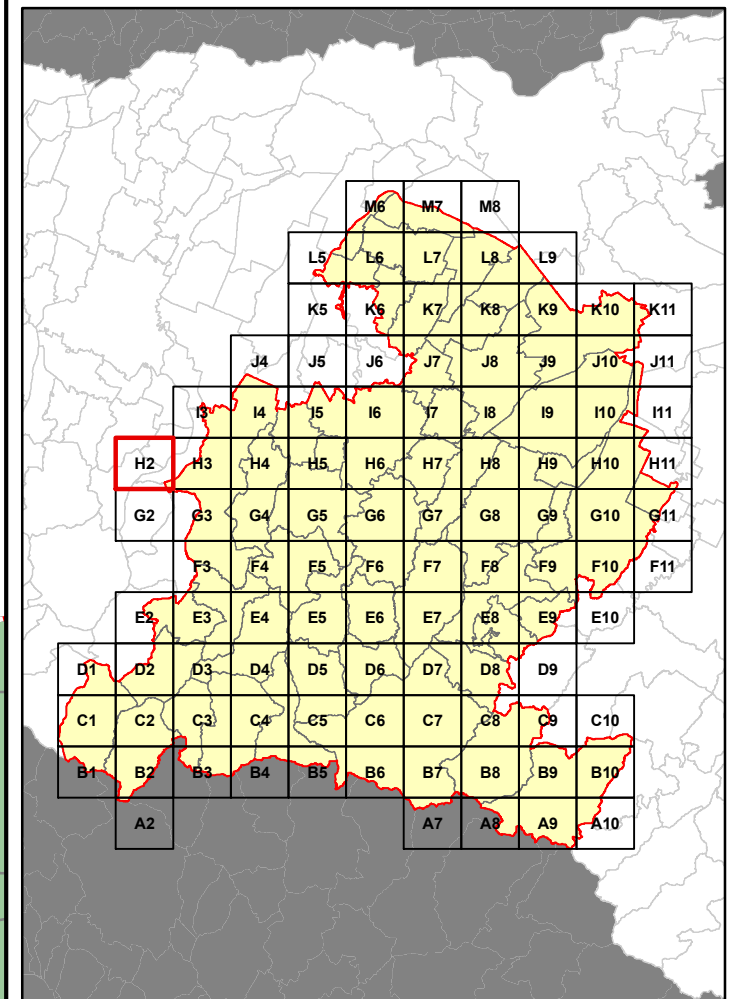 M6 M7 M8
L5 L6 L7 L8 L9
K5 K6 K7 K8 K9 K10 K11
J4 J5 J6 J7 J8 J9 J10 J11
I3 I4 I5 I6 I7 I8 I9 I10 I11
H2 H3 H4 H5 H6 H7 H8 H9 H10 H11
G2 G3 G4 G5 G6 G7 G8 G9 G10 G11
F3 F4 F5 F6 F7 F8 F9 F10 F11
E2 E3 E4 E5 E6 E7 E8 E9 E10
D1 D2 D3 D4 D5 D6 D7 D8 D9
C1 C2 C3 C4 C5 C6 C7 C8 C9 C10
B1 B2 B3 B4 B5 B6 B7 B8 B9 B10
A2 A7 A8 A9 A10